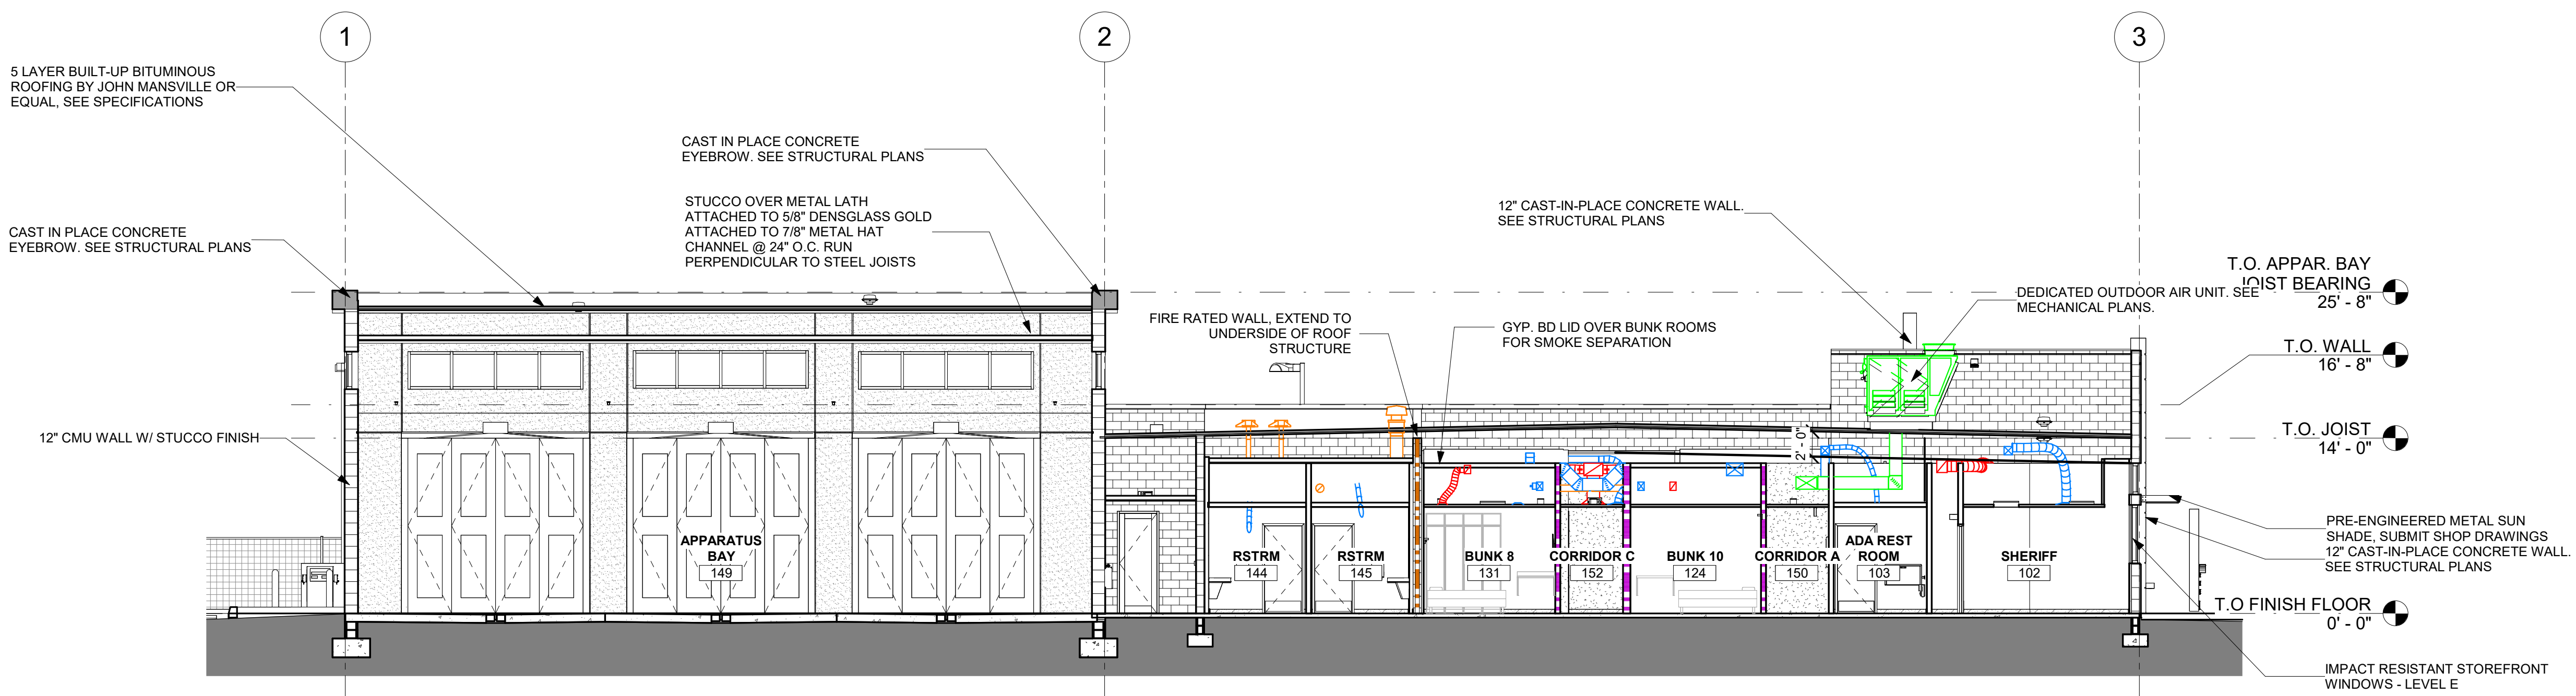 1
2
3
5 LAYER BUILT-UP BITUMINOUS
ROOFING BY JOHN MANSVILLE OR
EQUAL, SEE SPECIFICATIONS
CAST IN PLACE CONCRETE
EYEBROW. SEE STRUCTURAL PLANS
STUCCO OVER METAL LATH
ATTACHED TO 5/8" DENSGLASS GOLD
ATTACHED TO 7/8" METAL HAT
CHANNEL @ 24" O.C. RUN
PERPENDICULAR TO STEEL JOISTS
CAST IN PLACE CONCRETE
EYEBROW. SEE STRUCTURAL PLANS
12" CAST-IN-PLACE CONCRETE WALL.
SEE STRUCTURAL PLANS
T.O. APPAR. BAY
JOIST BEARING
25' - 8"
DEDICATED OUTDOOR AIR UNIT. SEE
MECHANICAL PLANS.
FIRE RATED WALL, EXTEND TO
UNDERSIDE OF ROOF
STRUCTURE
GYP. BD LID OVER BUNK ROOMS
FOR SMOKE SEPARATION
T.O. WALL
16' - 8"
12" CMU WALL W/ STUCCO FINISH
2' - 0"
T.O. JOIST
14' - 0"
APPARATUS
BAY
149
RSTRM
144
RSTRM
145
BUNK 8
131
CORRIDOR C
152
BUNK 10
124
CORRIDOR A
150
ADA REST
ROOM
103
SHERIFF
102
PRE-ENGINEERED METAL SUN
SHADE, SUBMIT SHOP DRAWINGS
12" CAST-IN-PLACE CONCRETE WALL.
SEE STRUCTURAL PLANS
T.O FINISH FLOOR
0' - 0"
IMPACT RESISTANT STOREFRONT
WINDOWS - LEVEL E